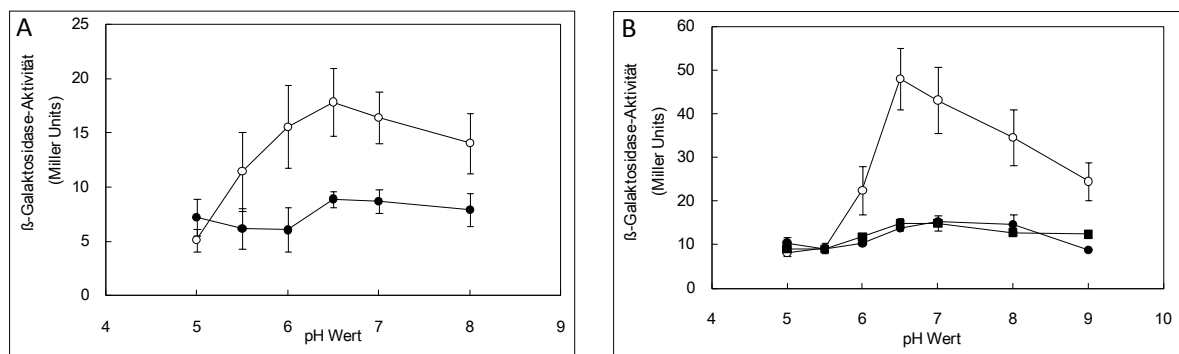 A
ß-Galaktosidase-Aktivität
(Miller Units)
25
20
15
10
5
0
4 5 6 7 8 9
pH Wert
B
ß-Galaktosidase-Aktivität
(Miller Units)
60
50
40
30
20
10
0
4 5 6 7 8 9 10
pH Wert